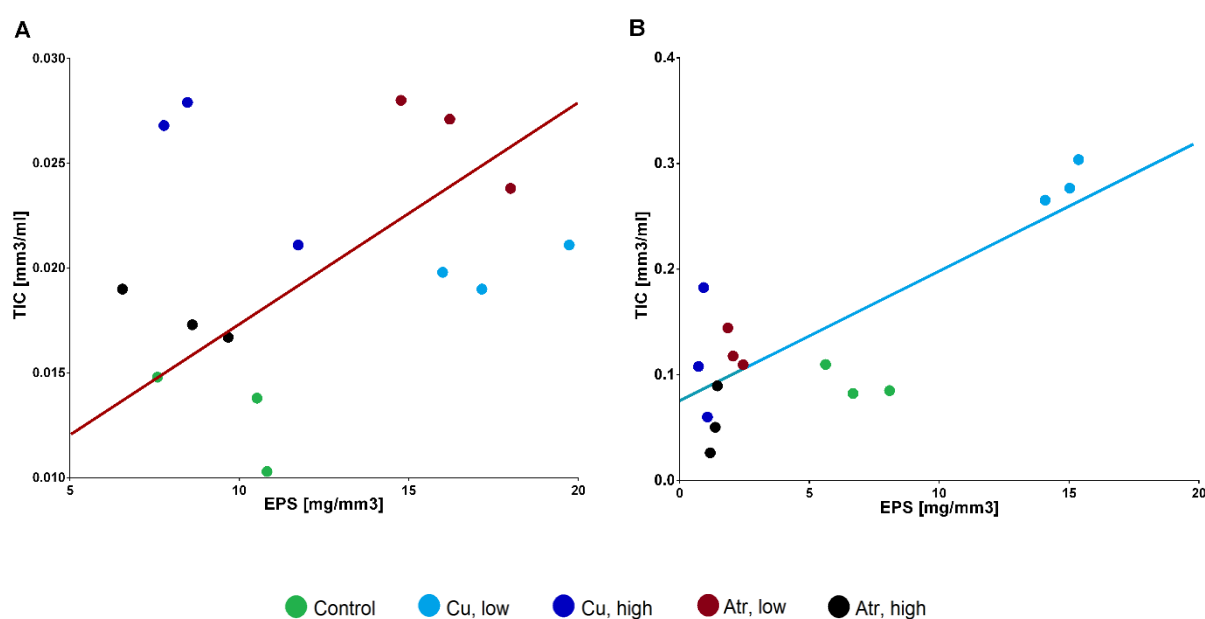 A
B
0.030
0.025
0.020
0.015
0.010
TIC [mm3/ml]
5
10
15
20
EPS [mg/mm3]
0.4
0.3
0.2
0.1
0.0
TIC [mm3/ml]
0
5
10
15
20
EPS [mg/mm3]
Control
Cu, low
Cu, high
Atr, low
Atr, high